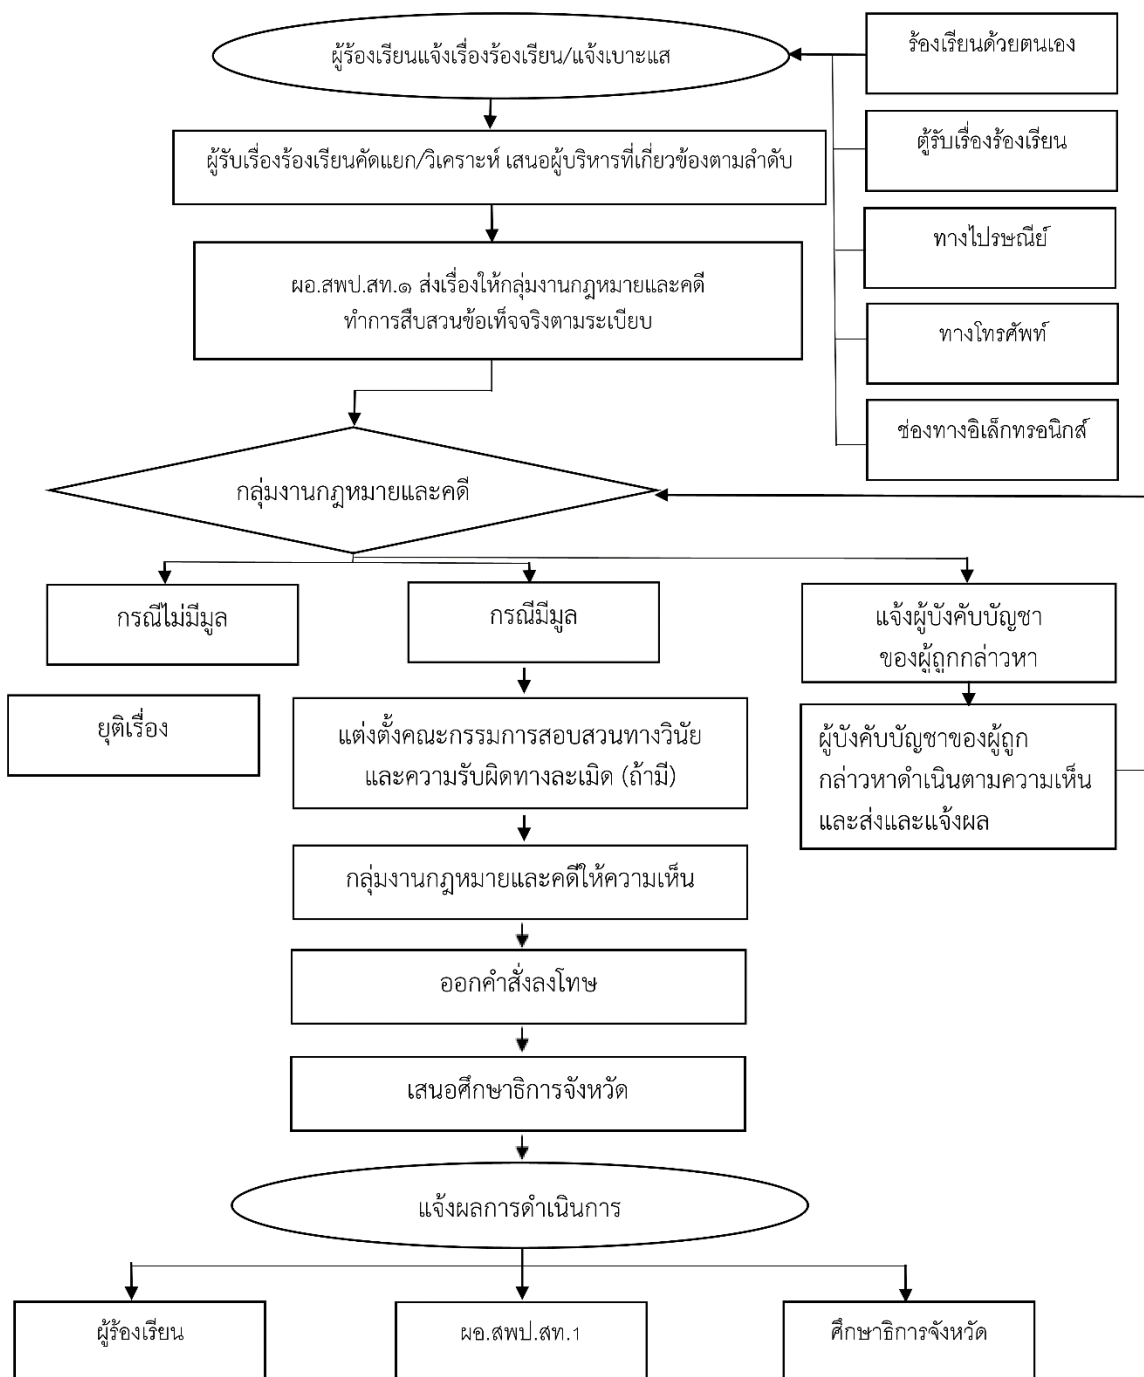 ผู้ร้องเรียนแจ้งเรื่องร้องเรียน/แจ้งเบาะแส
ร้องเรียนด้วยตนเอง
ตู้รับเรื่องร้องเรียน
ทางไปรษณีย์
ทางโทรศัพท์
ช่องทางอิเล็กทรอนิกส์
ผู้รับเรื่องร้องเรียนคัดแยก/วิเคราะห์ เสนอผู้บริหารที่เกี่ยวข้องตามลำดับ
ผอ.สพป.สท.๑ ส่งเรื่องให้กลุ่มงานกฎหมายและคดี
ทำการสืบสวนข้อเท็จจริงตามระเบียบ
กลุ่มงานกฎหมายและคดี
กรณีไม่มีมูล
ยุติเรื่อง
กรณีมีมูล
แต่งตั้งคณะกรรมการสอบสวนทางวินัย
และความรับผิดทางละเมิด (ถ้ามี)
กลุ่มงานกฎหมายและคดีให้ความเห็น
ออกคำสั่งลงโทษ
เสนอศึกษาธิการจังหวัด
แจ้งผู้บังคับบัญชา
ของผู้ถูกกล่าวหา
ผู้บังคับบัญชาของผู้ถูก
กล่าวหาดำเนินตามความเห็น
และส่งและแจ้งผล
แจ้งผลการดำเนินการ
ผู้ร้องเรียน
ผอ.สพป.สท.1
ศึกษาธิการจังหวัด